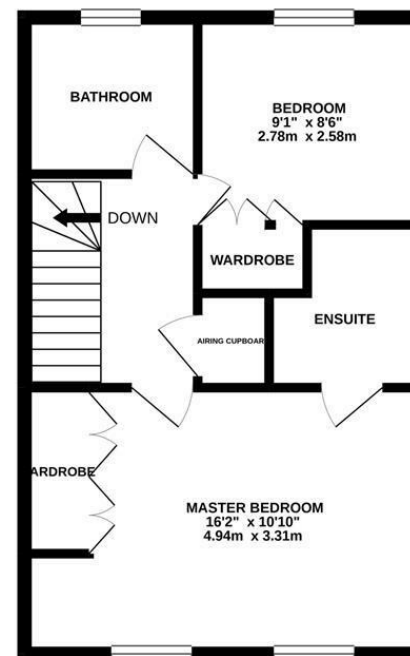 BATHROOM
BEDROOM
9'1" x 8'6"
2.78m x 2.58m
DOWN
WARDROBE
ENSUITE
AIRING CUPBOAR
ARDROBE
MASTER BEDROOM
16'2" x 10'10"
4.94m x 3.31m